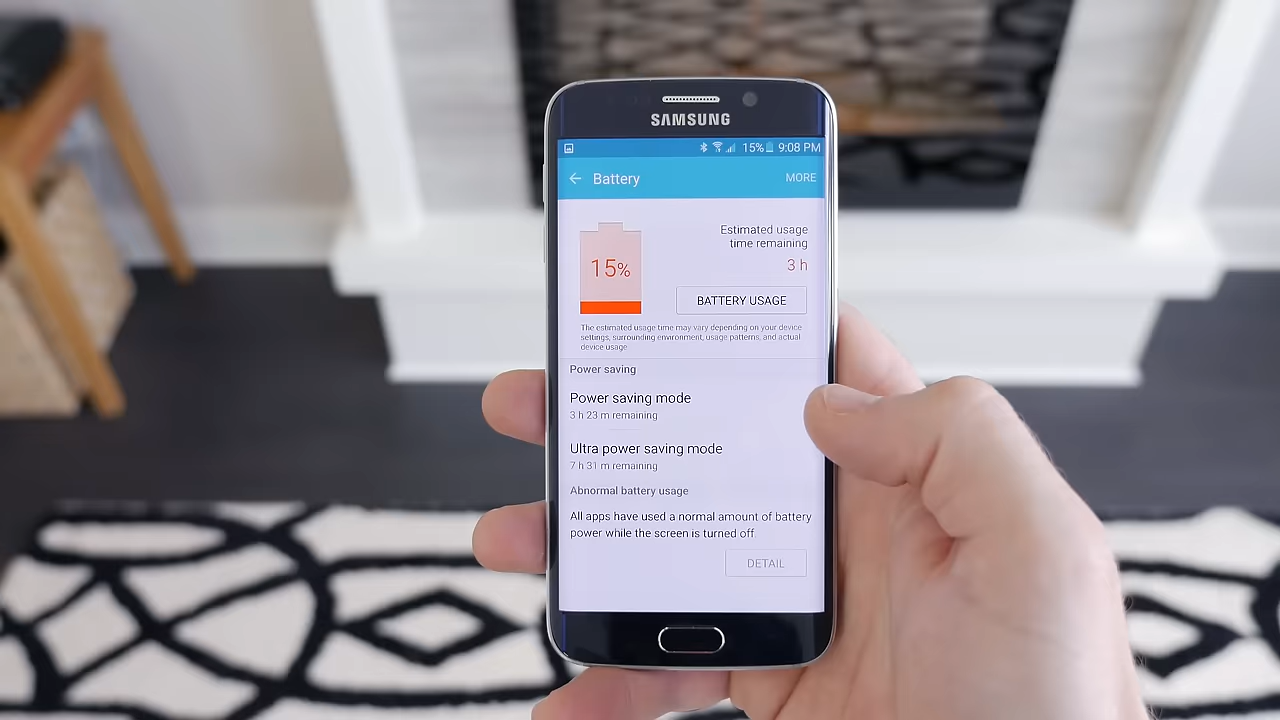 SAMSUNG
15% 9:08 PM
Battery
MORE
15%
Estimated usage
time remaining
3 h
BATTERY USAGE
The estimated usage time may vary depending on your device
settings, surrounding environment, usage patterns, and actual
device usage
Power saving
Power saving mode
3 h 23 m remaining
Ultra power saving mode
7 h 31 m remaining
Abnormal battery usage
All apps have used a normal amount of battery
power while the screen is turned off
DETAIL